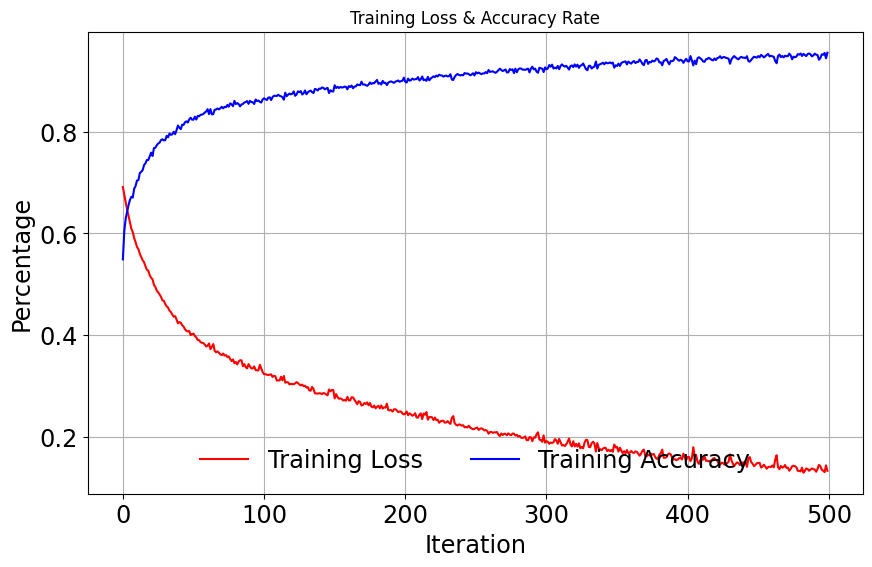 Training Loss & Accuracy Rate
Percentage
0.8
0.6
0.4
0.2
Training Loss
Training Accuracy
0
100
200
300
400
500
Iteration